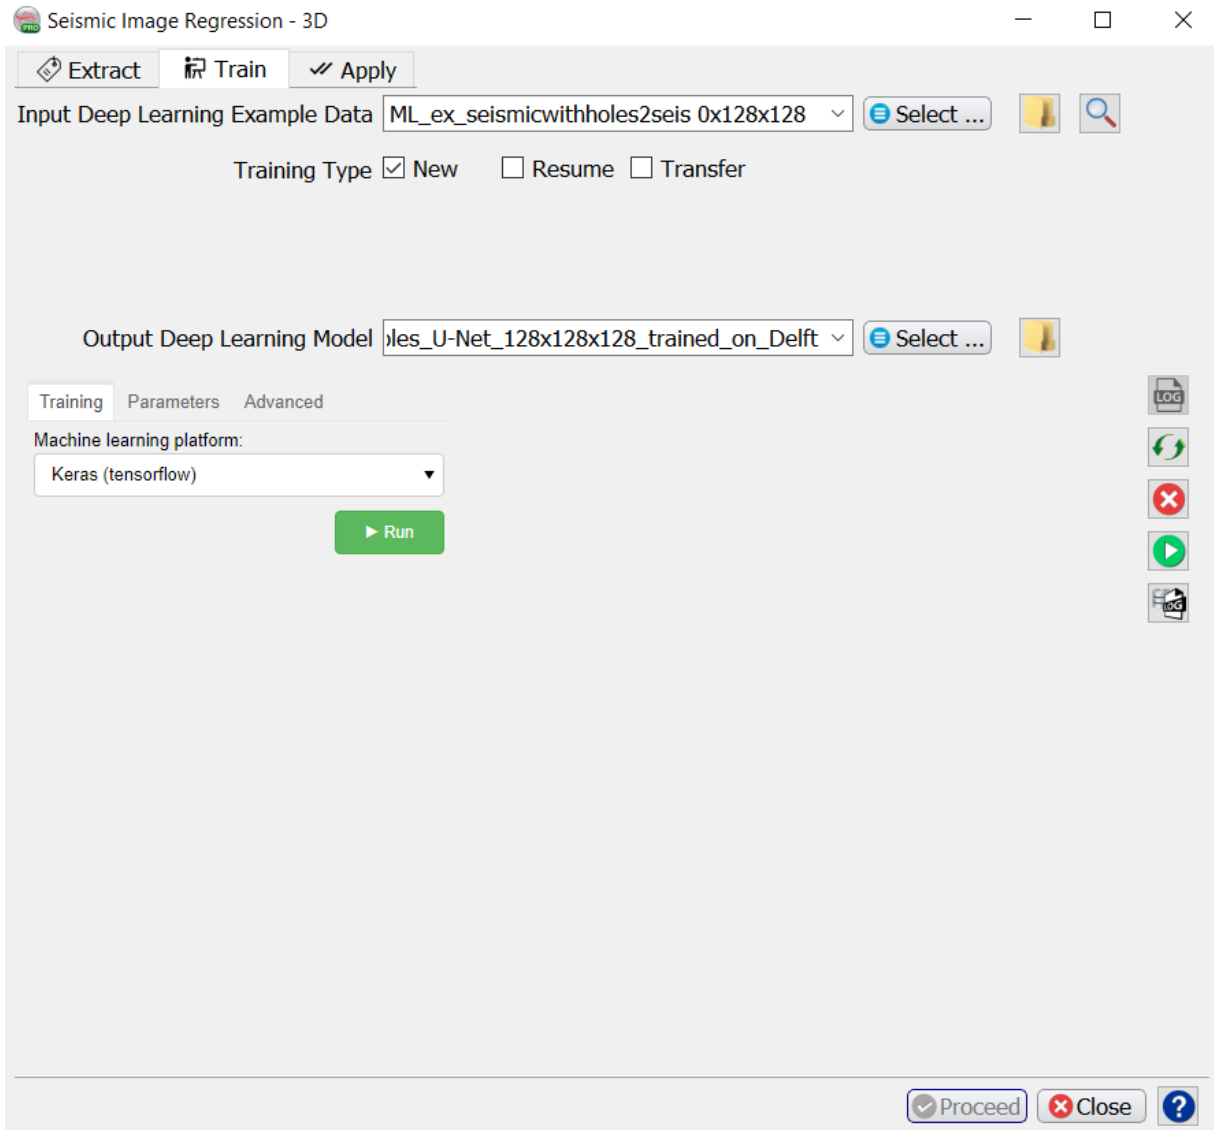 Seismic Image Regression - 3D
Extract Train Apply
Input Deep Learning Example Data ML_ex_seismicwithholes2seis 0x128x128 Select ...
Training Type New Resume Transfer
Output Deep Learning Model les_U-Net_128x128x128_trained_on_Delft Select ...
LOG
Training Parameters Advanced
Machine learning platform:
Keras (tensorflow)
Run
LOG
Proceed Close ?